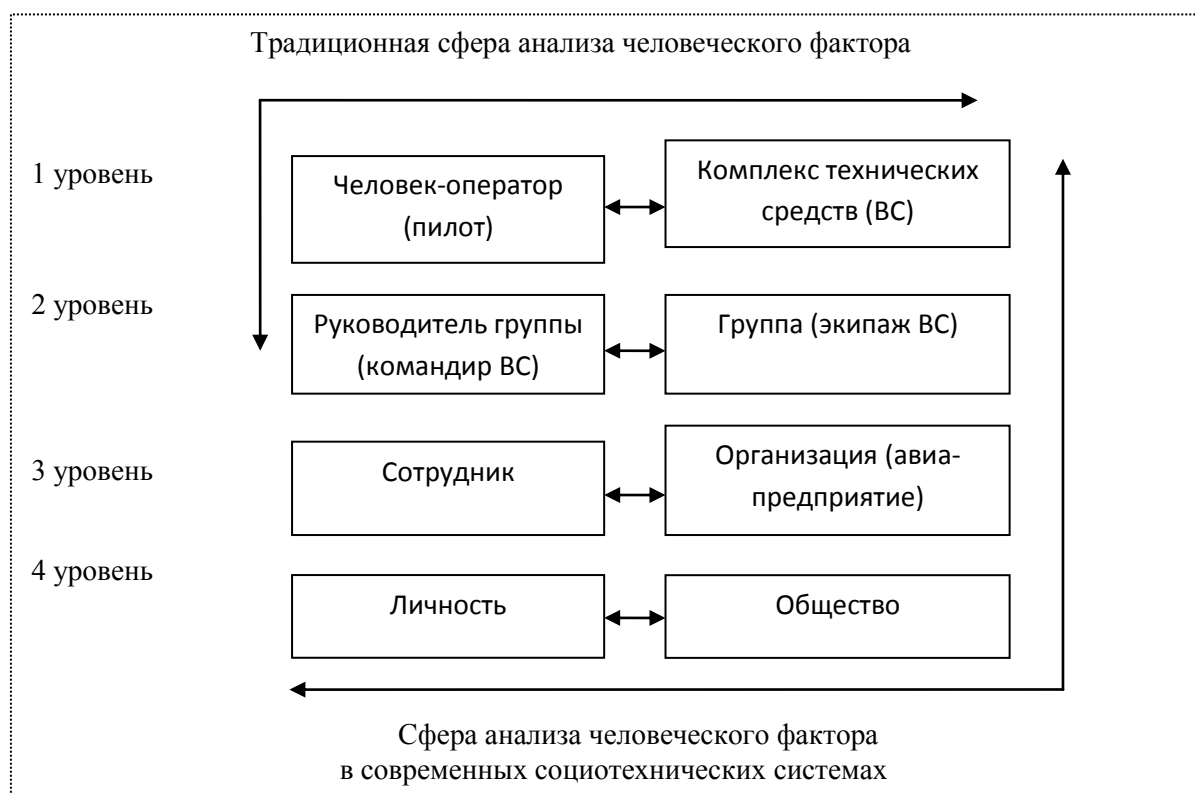 Традиционная сфера анализа человеческого фактора
1 уровень
Человек-оператор
(пилот)
Комплекс технических
средств (ВС)
2 уровень
Руководитель группы
(командир ВС)
Группа (экипаж ВС)
3 уровень
Сотрудник
Организация (авиа-
предприятие)
4 уровень
Личность
Общество
Сфера анализа человеческого фактора
в современных социотехнических системах